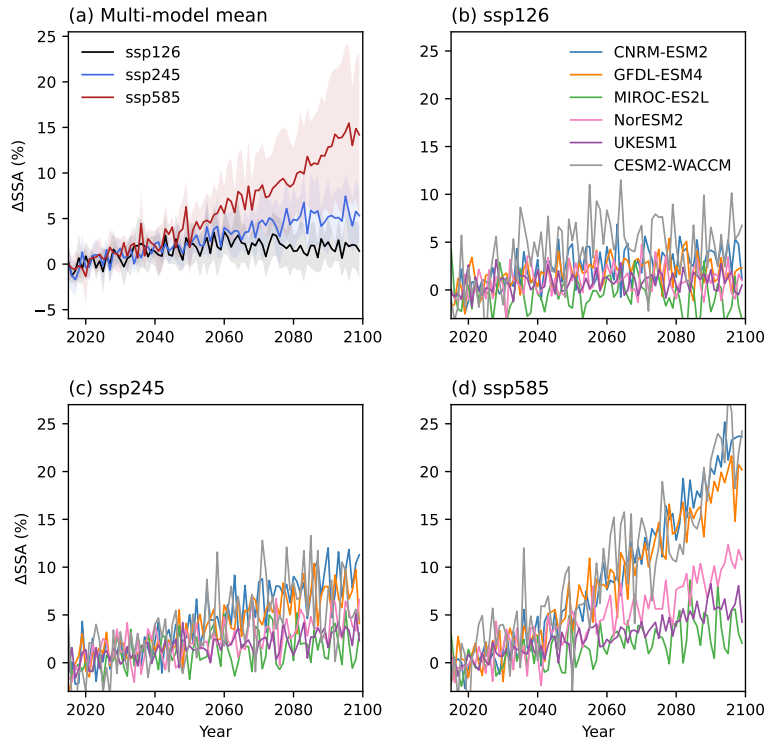 (a) Multi-model mean
25
20
15
10
5
0
−5
ΔSSA (%)
ssp126
ssp245
ssp585
2020 2040 2060 2080 2100
(b) ssp126
25
20
15
10
5
0
CNRM-ESM2
GFDL-ESM4
MIROC-ES2L
NorESM2
UKESM1
CESM2-WACCM
2020 2040 2060 2080 2100
(c) ssp245
25
20
15
10
5
0
ΔSSA (%)
2020 2040 2060 2080 2100
Year
(d) ssp585
25
20
15
10
5
0
2020 2040 2060 2080 2100
Year